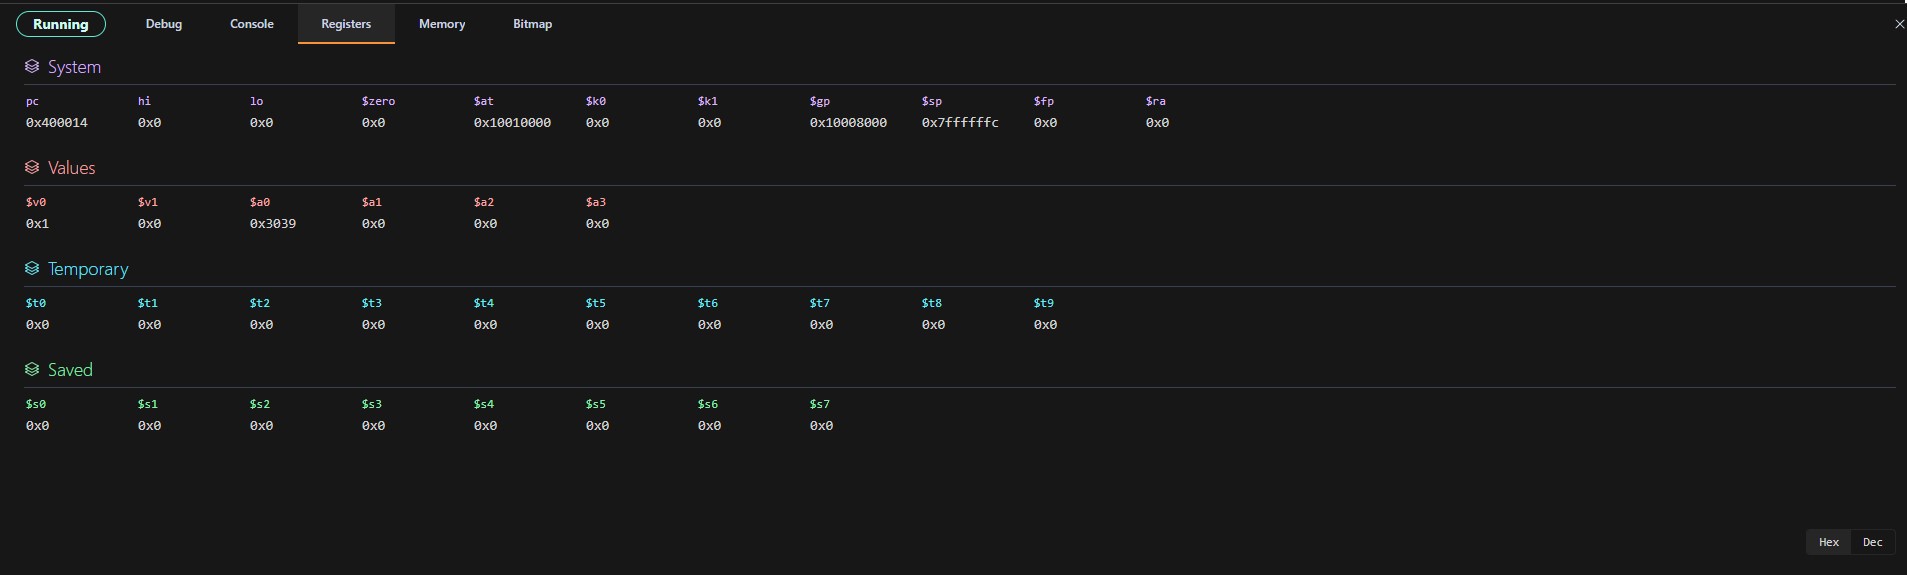 Running Debug Console Registers Memory Bitmap
System
pc hi lo $zero $at $k0 $k1 $gp $sp $fp $ra
0x400014 0x0 0x0 0x0 0x10010000 0x0 0x0 0x10008000 0x7ffffffc 0x0 0x0
Values
$v0 $v1 $a0 $a1 $a2 $a3
0x1 0x0 0x3039 0x0 0x0 0x0
Temporary
$t0 $t1 $t2 $t3 $t4 $t5 $t6 $t7 $t8 $t9
0x0 0x0 0x0 0x0 0x0 0x0 0x0 0x0 0x0 0x0
Saved
$s0 $s1 $s2 $s3 $s4 $s5 $s6 $s7
0x0 0x0 0x0 0x0 0x0 0x0 0x0 0x0
Hex Dec